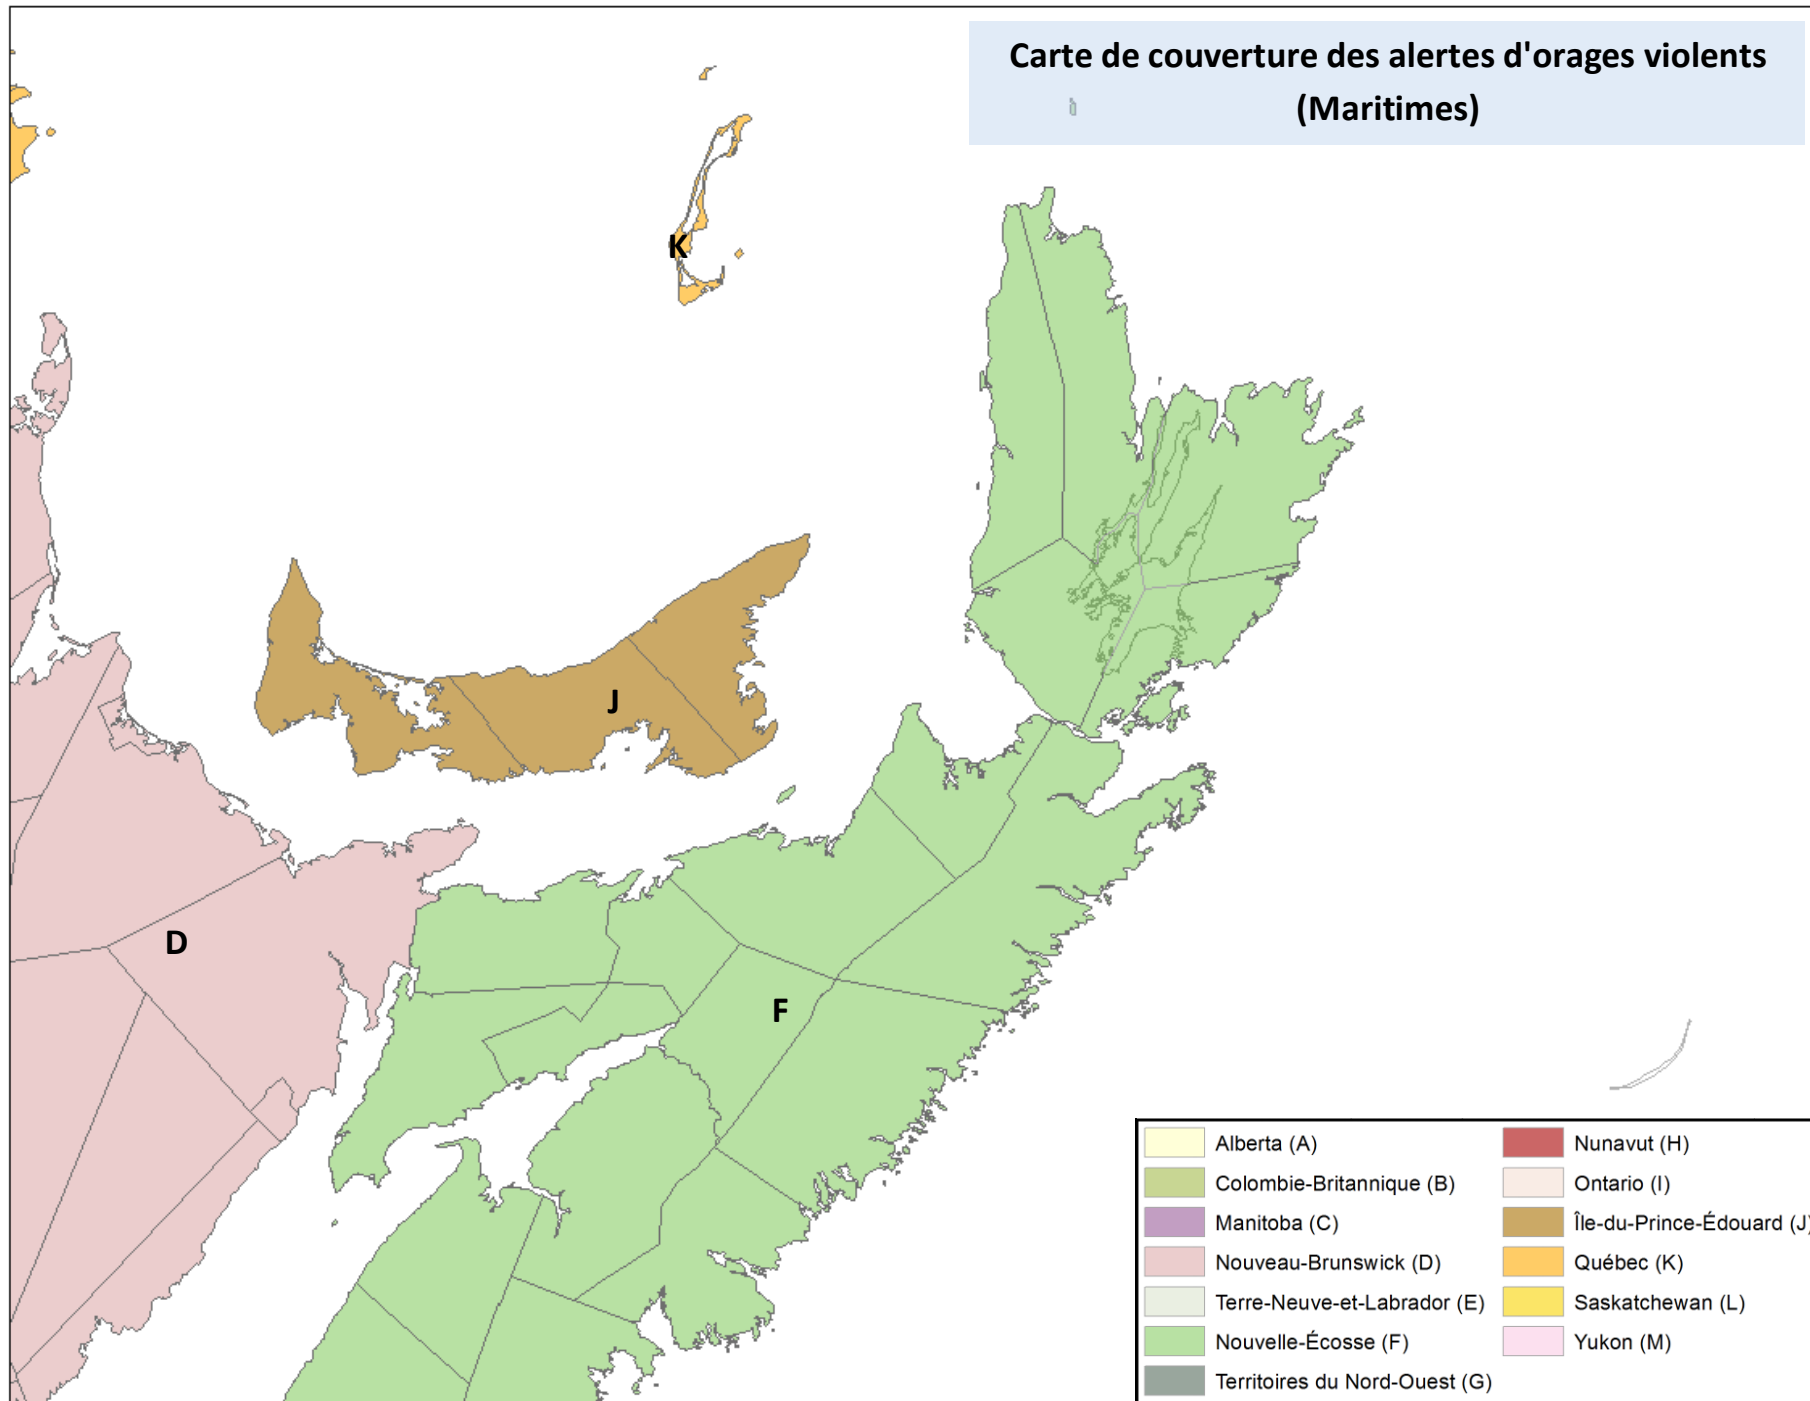 Carte de couverture des alertes d'orages violents
(Maritimes)
K
J
D
F
Alberta (A)
Colombie-Britannique (B)
Manitoba (C)
Nouveau-Brunswick (D)
Terre-Neuve-et-Labrador (E)
Nouvelle-Écosse (F)
Territoires du Nord-Ouest (G)
Nunavut (H)
Ontario (I)
Île-du-Prince-Édouard (J)
Québec (K)
Saskatchewan (L)
Yukon (M)